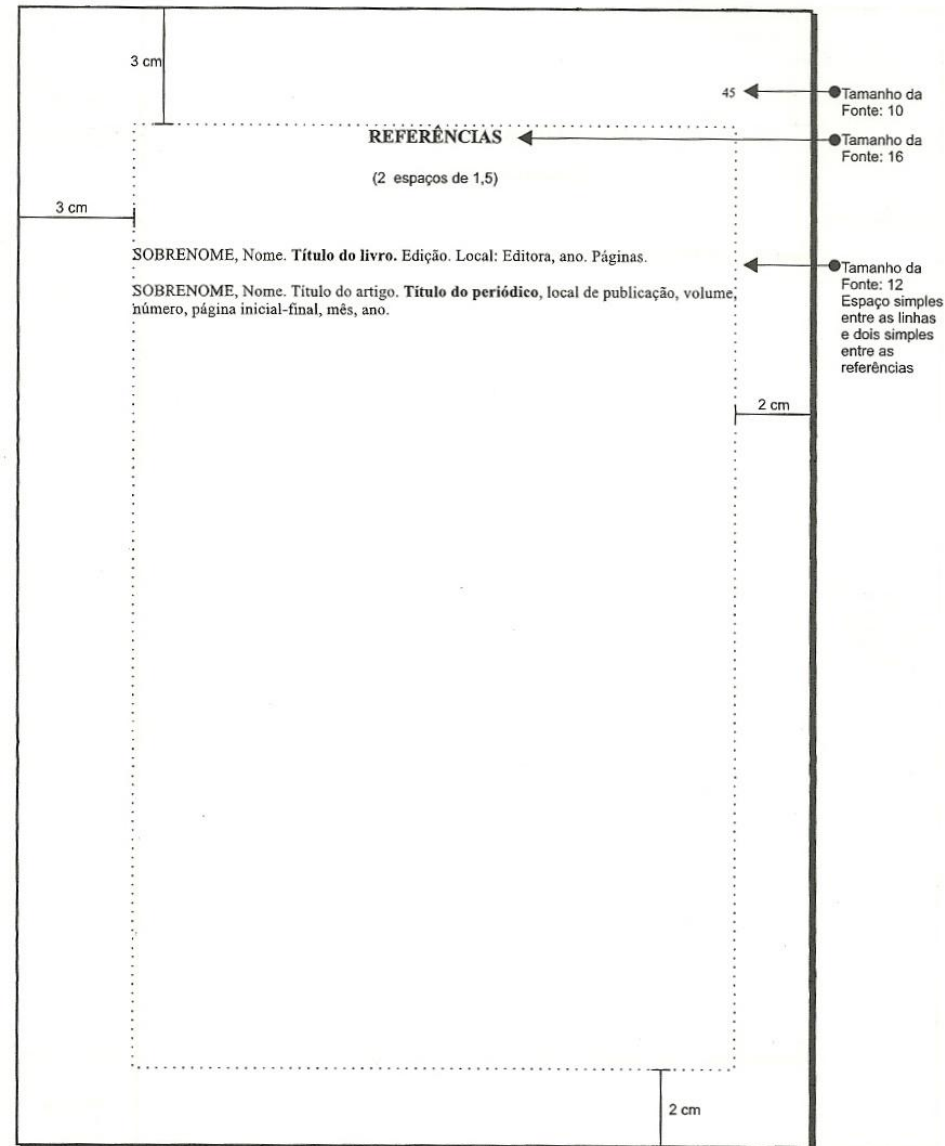 3 cm
45
Tamanho da
Fonte: 10
REFERÊNCIAS
Tamanho da
Fonte: 16
(2 espaços de 1,5)
3 cm
SOBRENOME, Nome. Título do livro. Edição. Local: Editora, ano. Páginas.
SOBRENOME, Nome. Título do artigo. Título do periódico, local de publicação, volume,
número, página inicial-final, mês, ano.
Tamanho da
Fonte: 12
Espaço simples
entre as linhas
e dois simples
entre as
referências
2 cm
2 cm